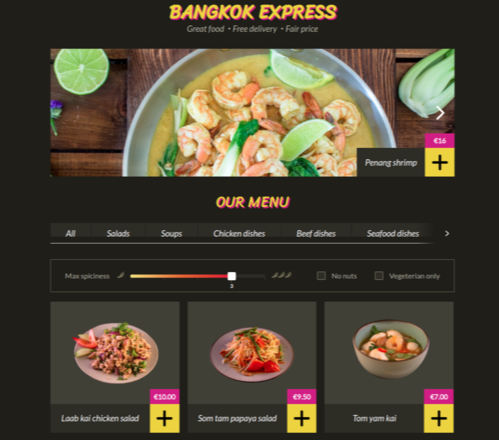 BANGKOK EXPRESS
Great food • Free delivery • Fair price
€16
Penang shrimp +
OUR MENU
All Salads Soups Chicken dishes Beef dishes Seafood dishes
Max spiciness No nuts Vegeterian only
3
€10.00 €9.50 €7.00
Laab kai chicken salad + Som tam papaya salad + Tom yam kai +